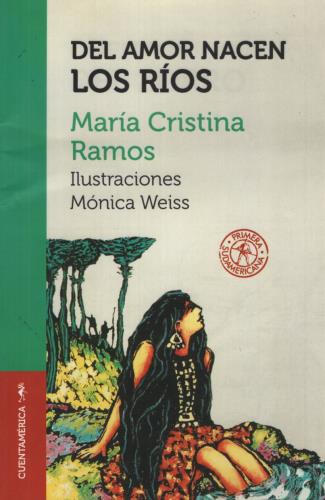 DEL AMOR NACEN
LOS RÍOS
María Cristina
Ramos
Ilustraciones
Mónica Weiss
PRIMERA
SUDAMERICANA
CUENTAMÉRICA